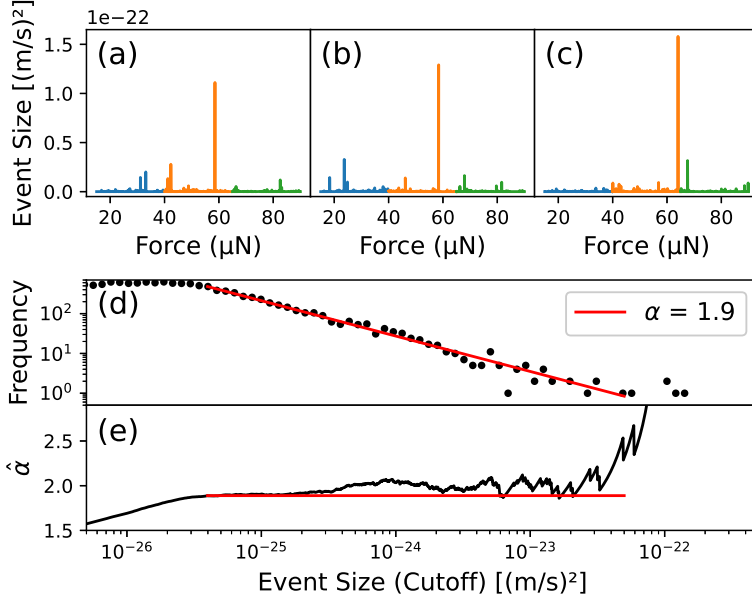 1e−22
Event Size [(m/s)²]
1.5
1.0
0.5
0.0
(a)
(b)
(c)
20 40 60 80
20 40 60 80
20 40 60 80
Force (μN)
Force (μN)
Force (μN)
Frequency
10²
10¹
10⁰
(d)
α = 1.9
α̂
2.5
2.0
1.5
(e)
10⁻²⁶ 10⁻²⁵ 10⁻²⁴ 10⁻²³ 10⁻²²
Event Size (Cutoff) [(m/s)²]